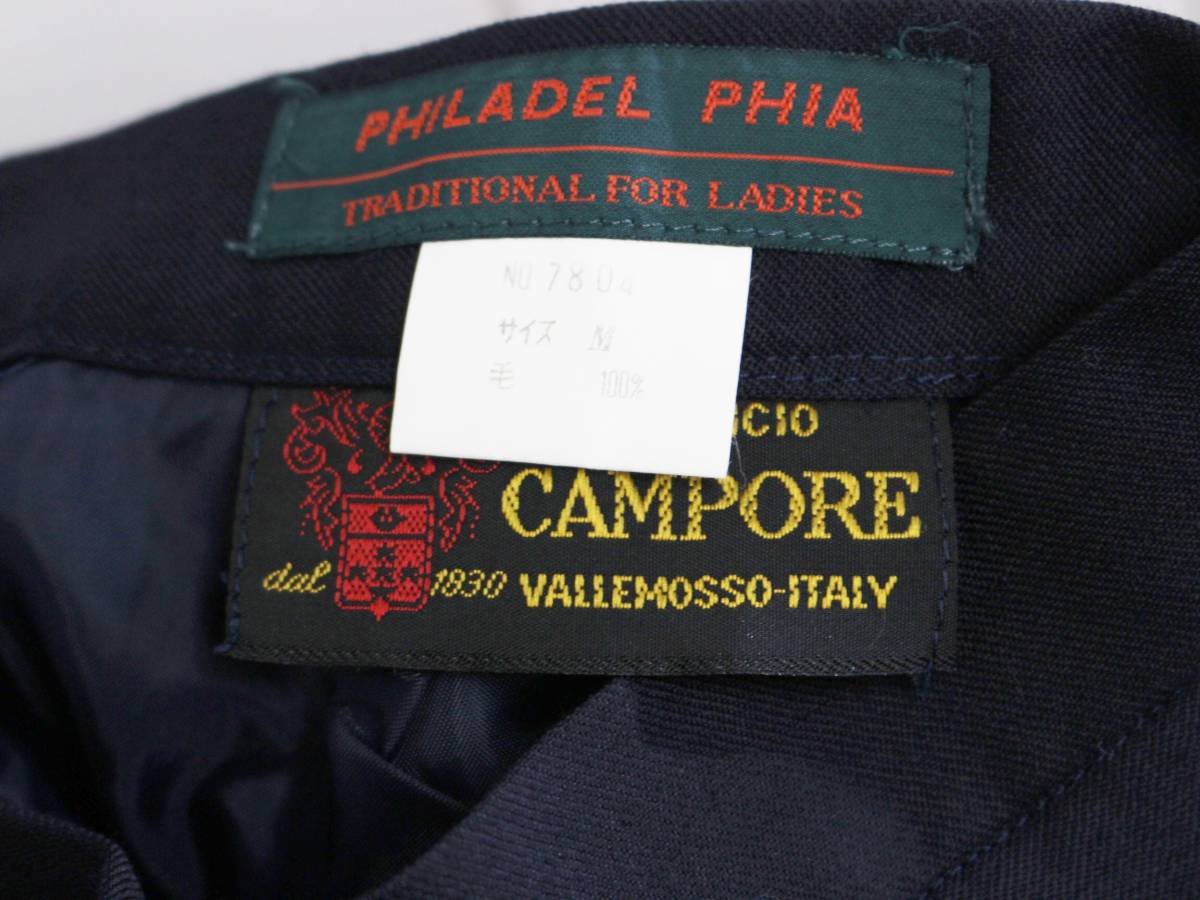 PHILADEL PHIA
TRADITIONAL FOR LADIES
NO 7804
サイズ M
毛 100%
CAMPORE
dal 1830 VALLEMOSSO-ITALY